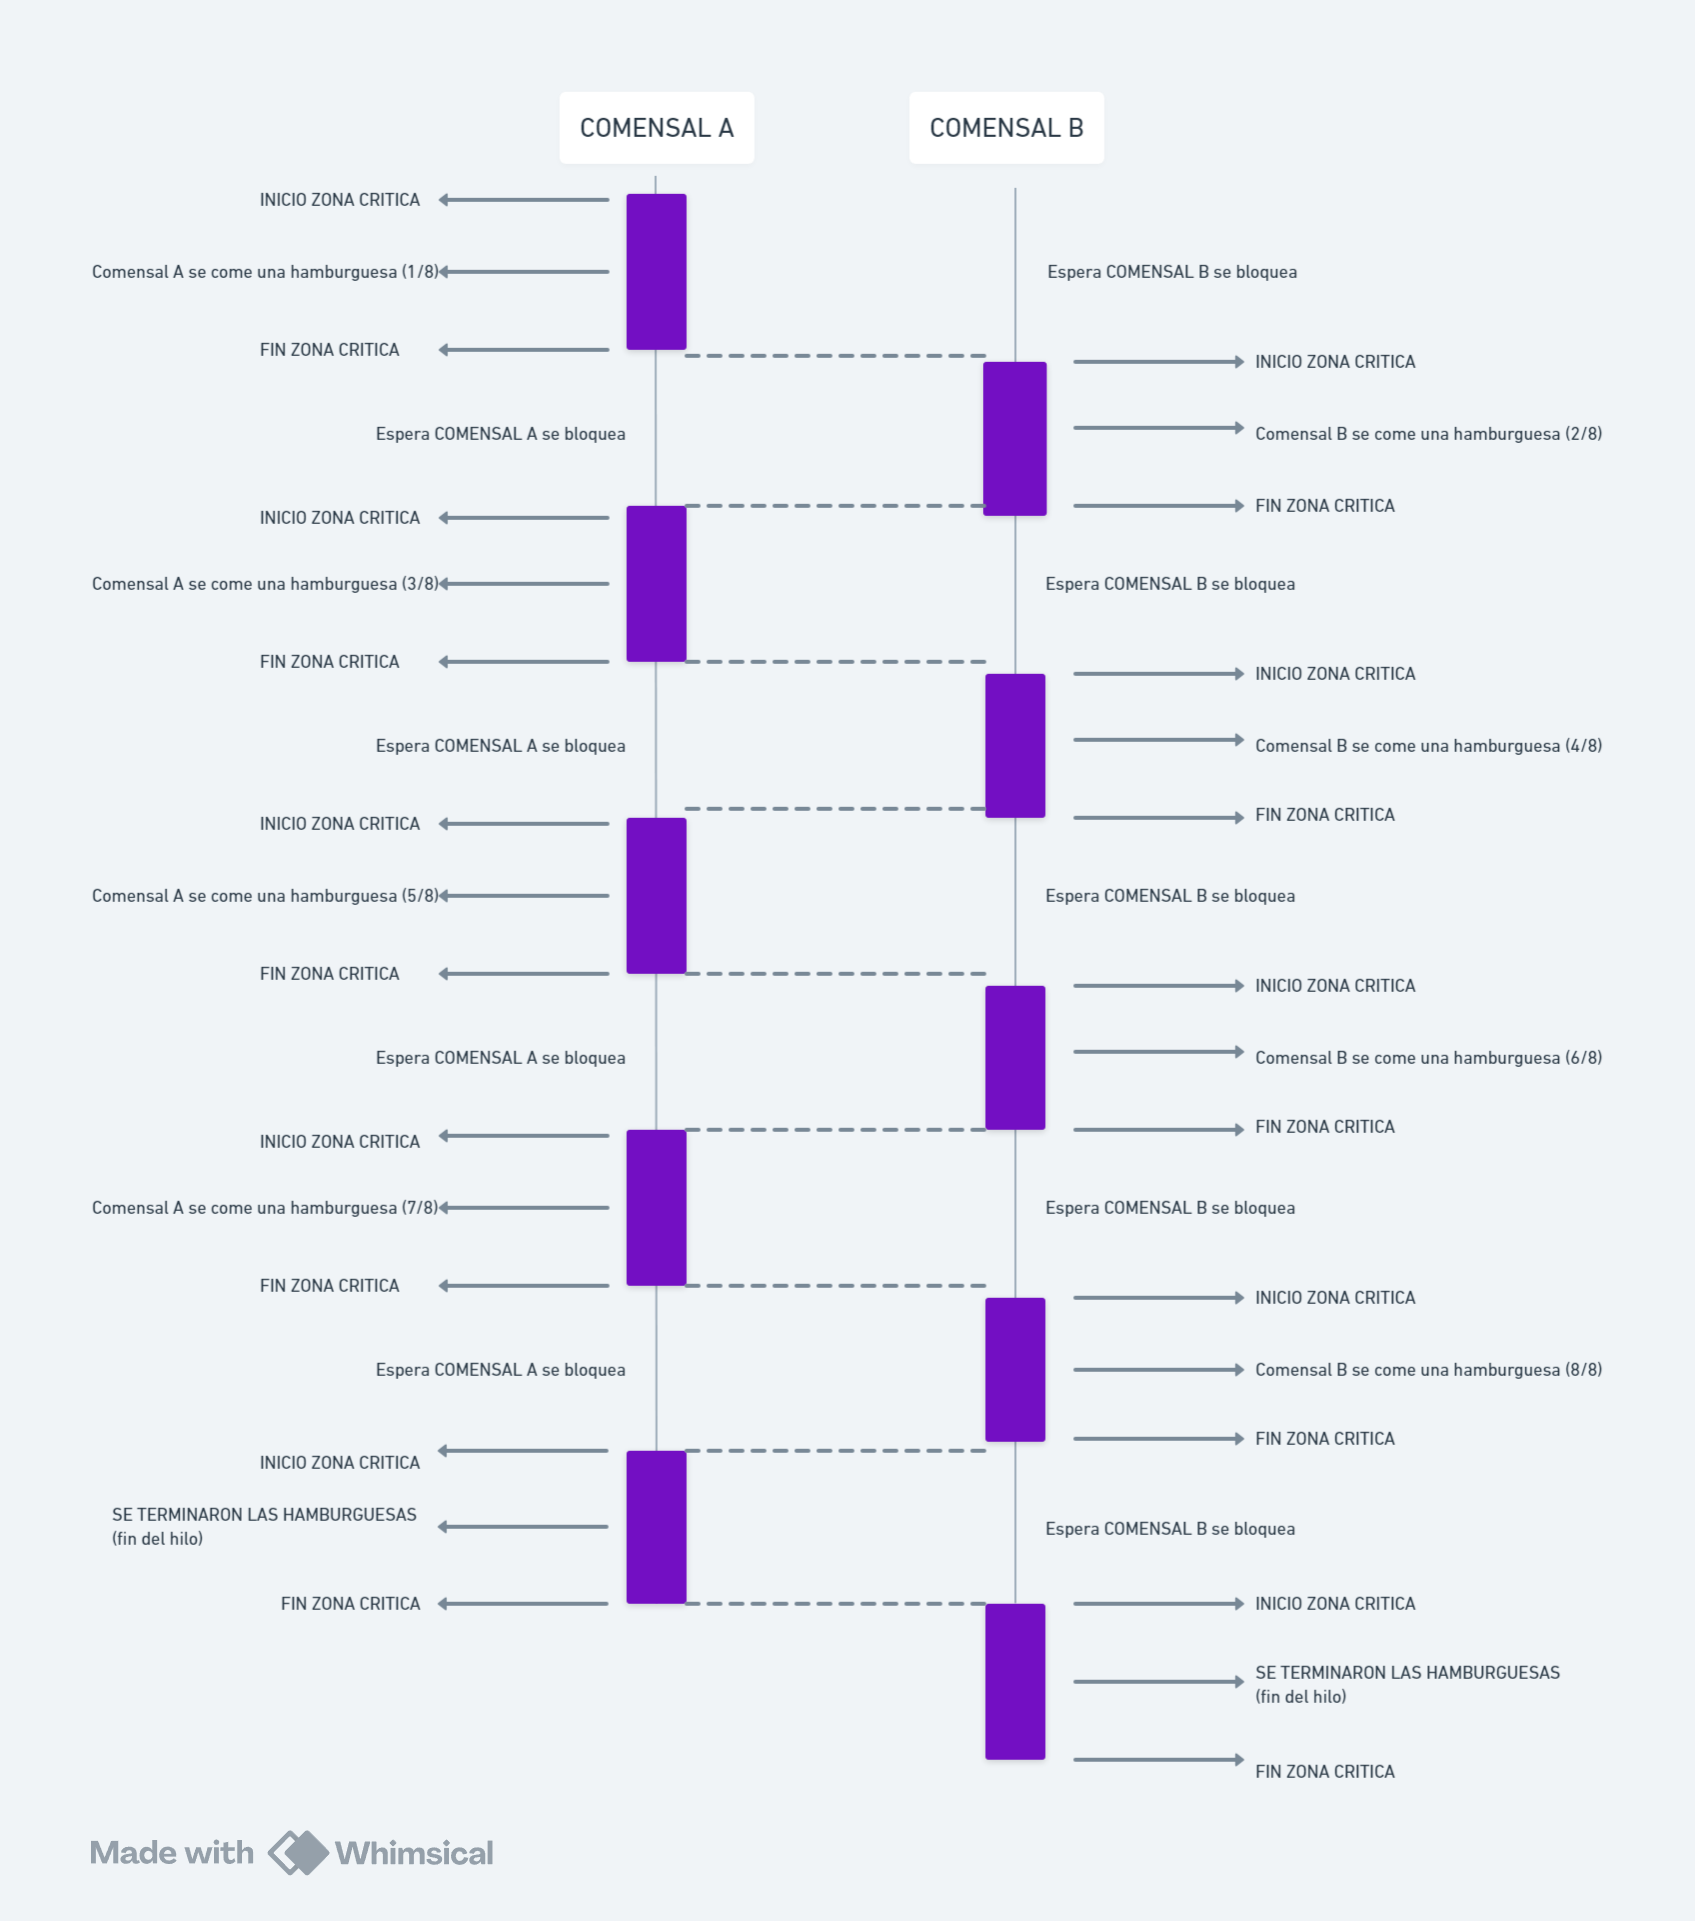 COMENSAL A
COMENSAL B
INICIO ZONA CRITICA
Comensal A se come una hamburguesa (1/8)
Espera COMENSAL B se bloquea
FIN ZONA CRITICA
INICIO ZONA CRITICA
Espera COMENSAL A se bloquea
Comensal B se come una hamburguesa (2/8)
FIN ZONA CRITICA
INICIO ZONA CRITICA
Comensal A se come una hamburguesa (3/8)
Espera COMENSAL B se bloquea
FIN ZONA CRITICA
INICIO ZONA CRITICA
Espera COMENSAL A se bloquea
Comensal B se come una hamburguesa (4/8)
FIN ZONA CRITICA
INICIO ZONA CRITICA
Comensal A se come una hamburguesa (5/8)
Espera COMENSAL B se bloquea
FIN ZONA CRITICA
INICIO ZONA CRITICA
Espera COMENSAL A se bloquea
Comensal B se come una hamburguesa (6/8)
FIN ZONA CRITICA
INICIO ZONA CRITICA
Comensal A se come una hamburguesa (7/8)
Espera COMENSAL B se bloquea
FIN ZONA CRITICA
INICIO ZONA CRITICA
Espera COMENSAL A se bloquea
Comensal B se come una hamburguesa (8/8)
FIN ZONA CRITICA
INICIO ZONA CRITICA
SE TERMINARON LAS HAMBURGUESAS
(fin del hilo)
Espera COMENSAL B se bloquea
FIN ZONA CRITICA
INICIO ZONA CRITICA
SE TERMINARON LAS HAMBURGUESAS
(fin del hilo)
FIN ZONA CRITICA
Made with Whimsical